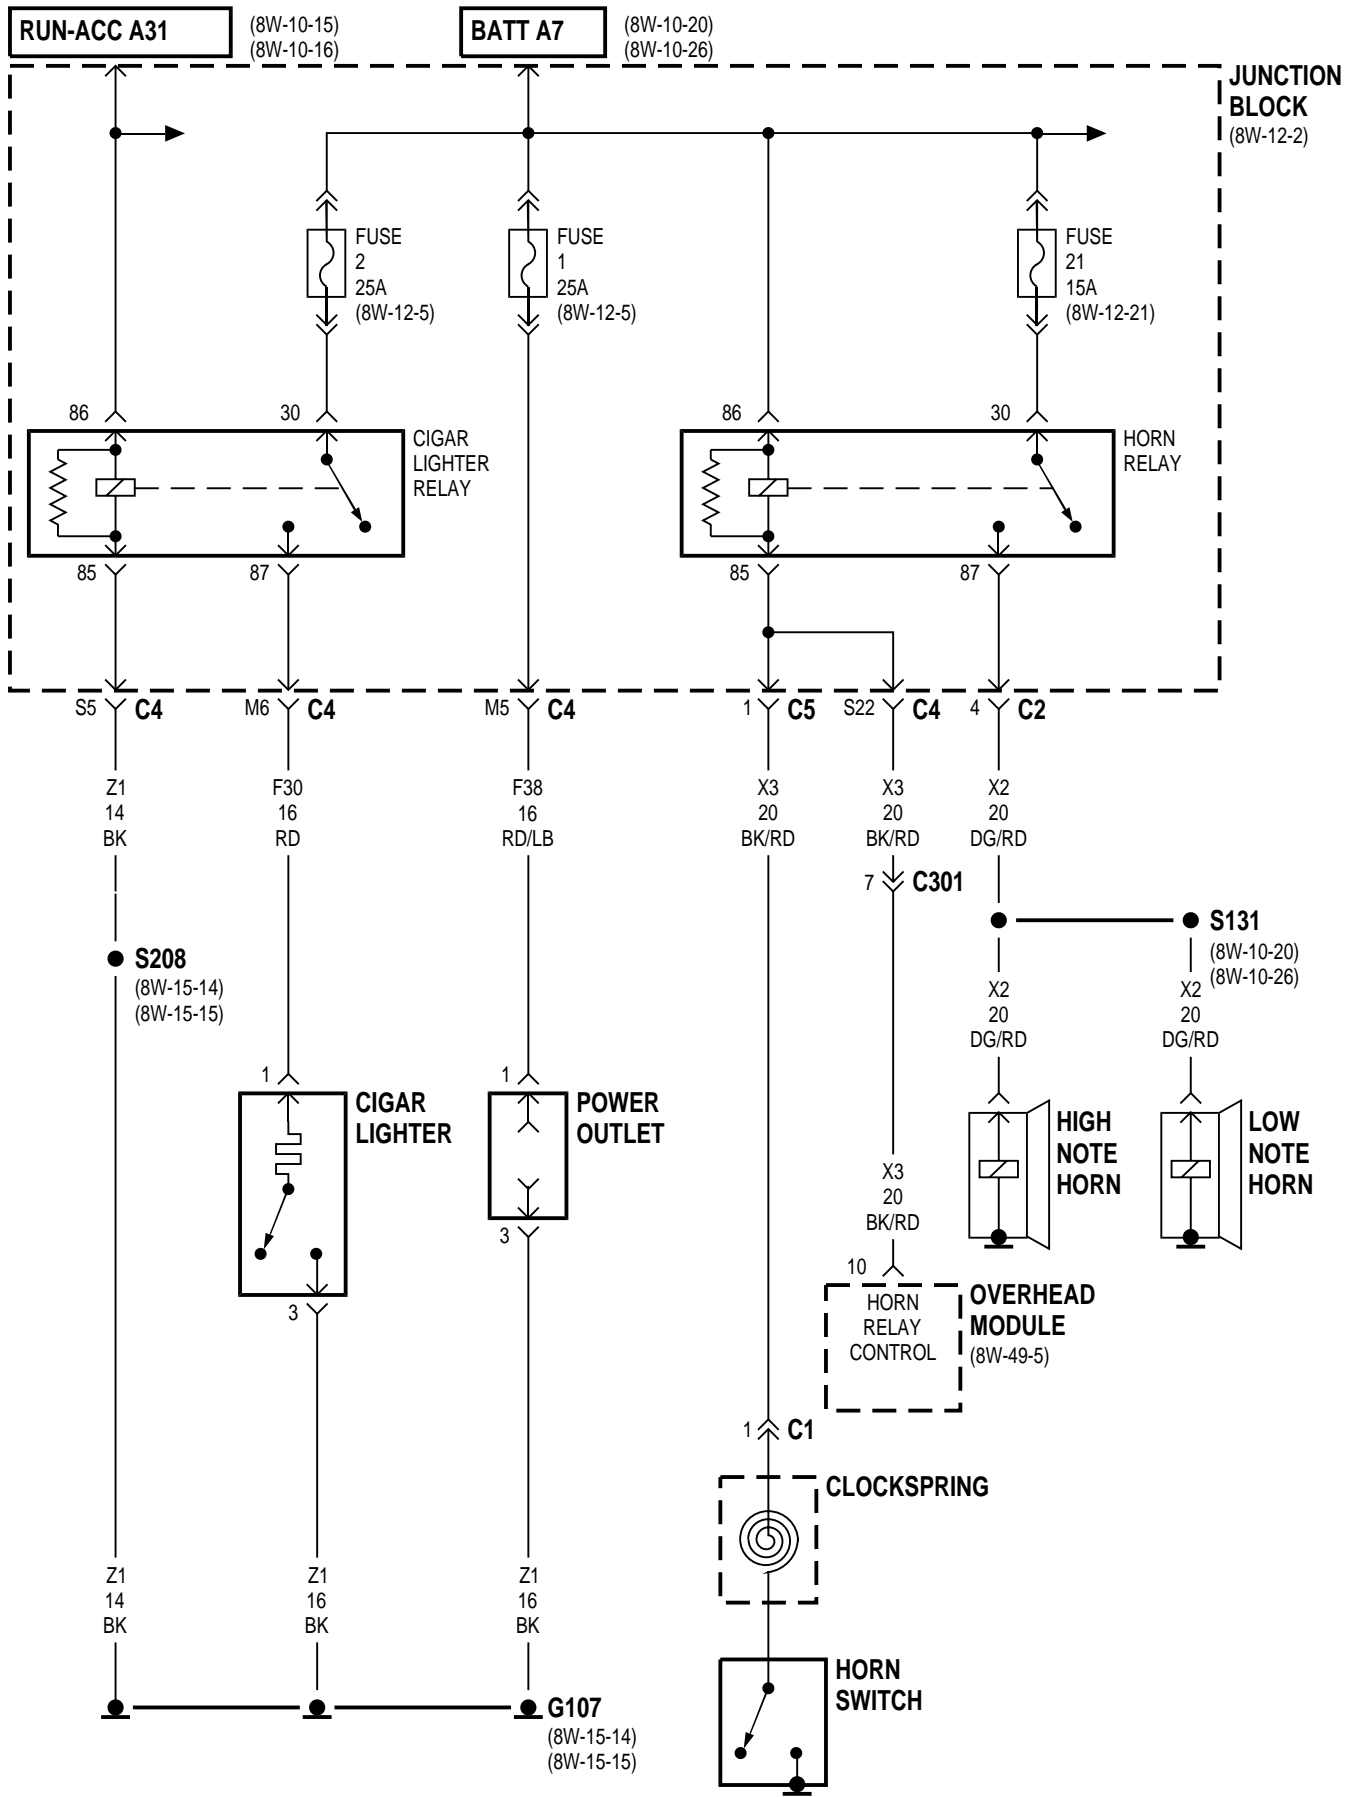 RUN-ACC A31
(8W-10-15)
(8W-10-16)
BATT A7
(8W-10-20)
(8W-10-26)
JUNCTION
BLOCK
(8W-12-2)
FUSE
2
25A
(8W-12-5)
FUSE
1
25A
(8W-12-5)
FUSE
21
15A
(8W-12-21)
86
30
CIGAR
LIGHTER
RELAY
86
30
HORN
RELAY
85
87
85
87
S5
C4
M6
C4
M5
C4
1
C5
S22
C4
4
C2
Z1
14
BK
F30
16
RD
F38
16
RD/LB
X3
20
BK/RD
X3
20
BK/RD
X2
20
DG/RD
7
C301
S131
(8W-10-20)
(8W-10-26)
S208
(8W-15-14)
(8W-15-15)
X2
20
DG/RD
X2
20
DG/RD
1
CIGAR
LIGHTER
1
POWER
OUTLET
HIGH
NOTE
HORN
LOW
NOTE
HORN
X3
20
BK/RD
3
3
10
HORN
RELAY
CONTROL
OVERHEAD
MODULE
(8W-49-5)
1
C1
CLOCKSPRING
Z1
14
BK
Z1
16
BK
Z1
16
BK
HORN
SWITCH
G107
(8W-15-14)
(8W-15-15)